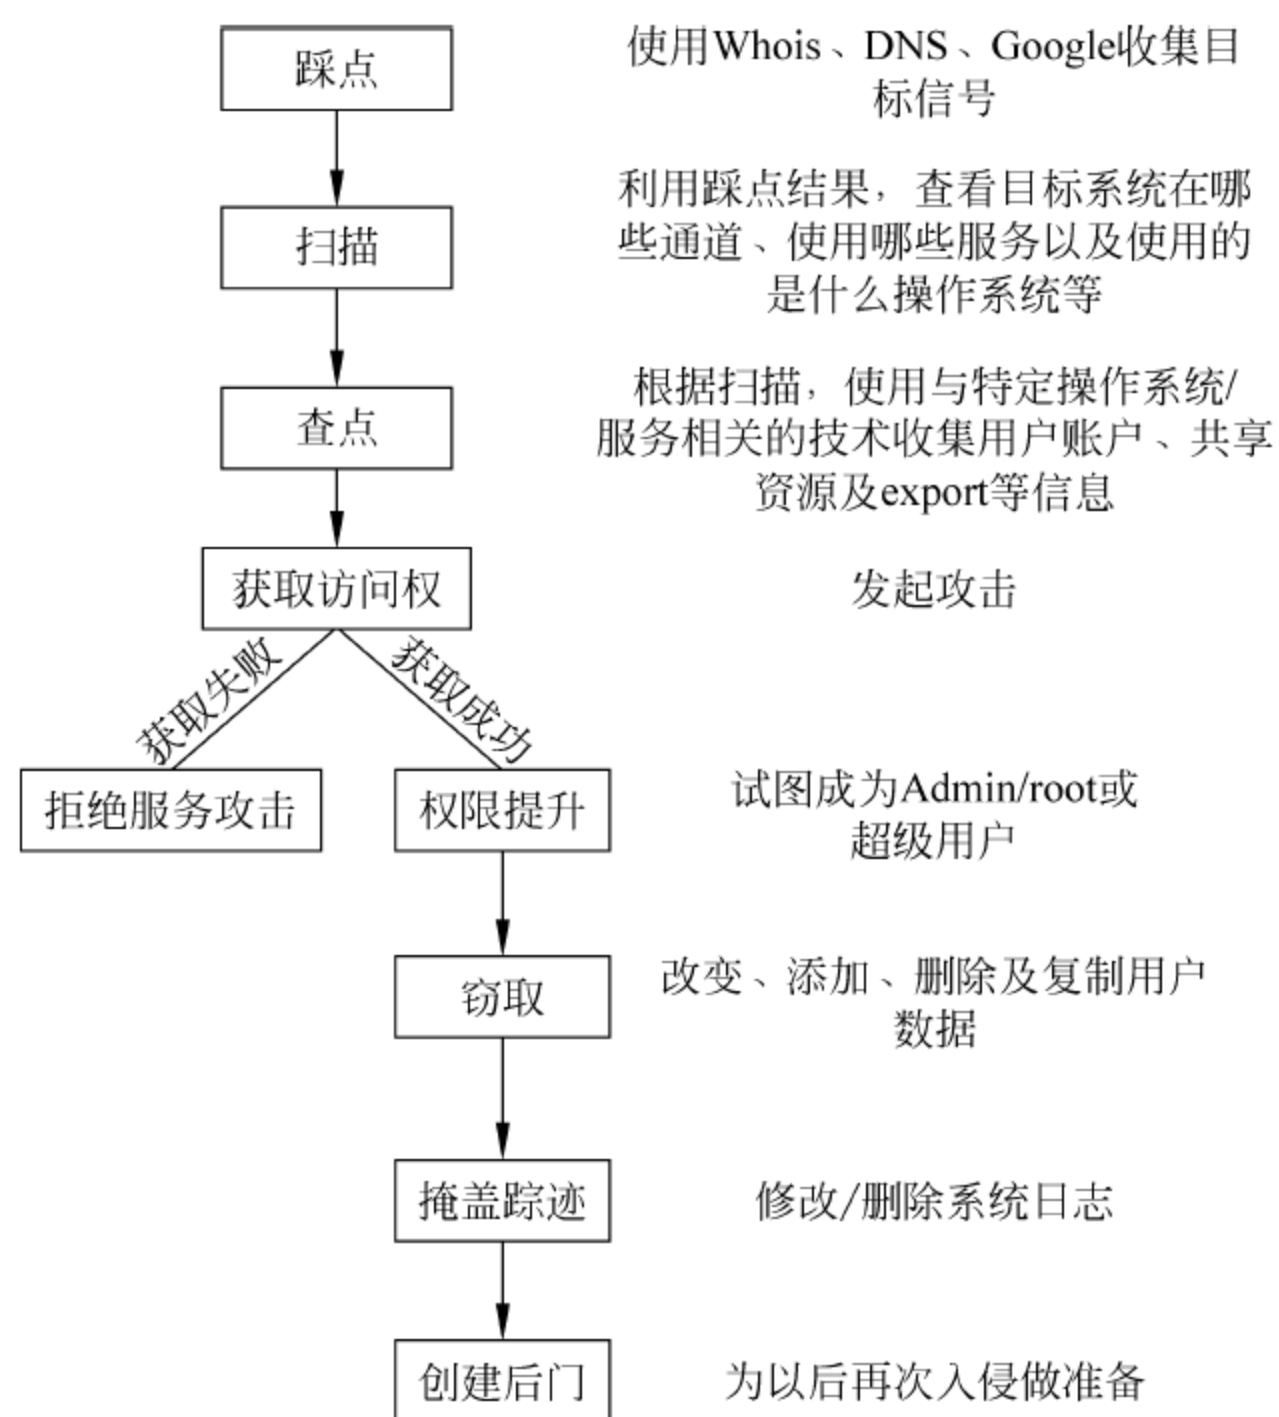 踩点
使用Whois、DNS、Google收集目
标信号
扫描
利用踩点结果，查看目标系统在哪
些通道、使用哪些服务以及使用的
是什么操作系统等
查点
根据扫描，使用与特定操作系统/
服务相关的技术收集用户账户、共享
资源及export等信息
获取访问权
发起攻击
获取失败
获取成功
拒绝服务攻击
权限提升
试图成为Admin/root或
超级用户
窃取
改变、添加、删除及复制用户
数据
掩盖踪迹
修改/删除系统日志
创建后门
为以后再次入侵做准备